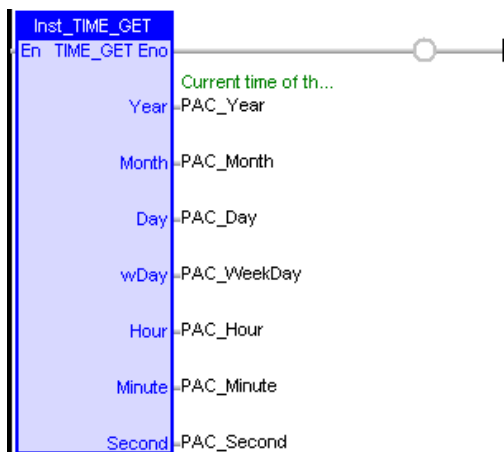 Inst_TIME_GET
En TIME_GET Eno
Current time of th...
Year PAC_Year
Month PAC_Month
Day PAC_Day
wDay PAC_WeekDay
Hour PAC_Hour
Minute PAC_Minute
Second PAC_Second